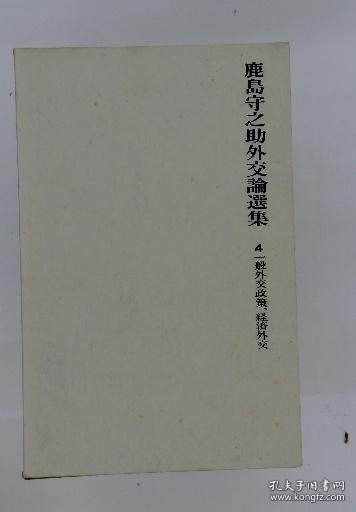 鹿島守之助外交論選集
4 一般外交政策、経済外交
孔夫子旧书网